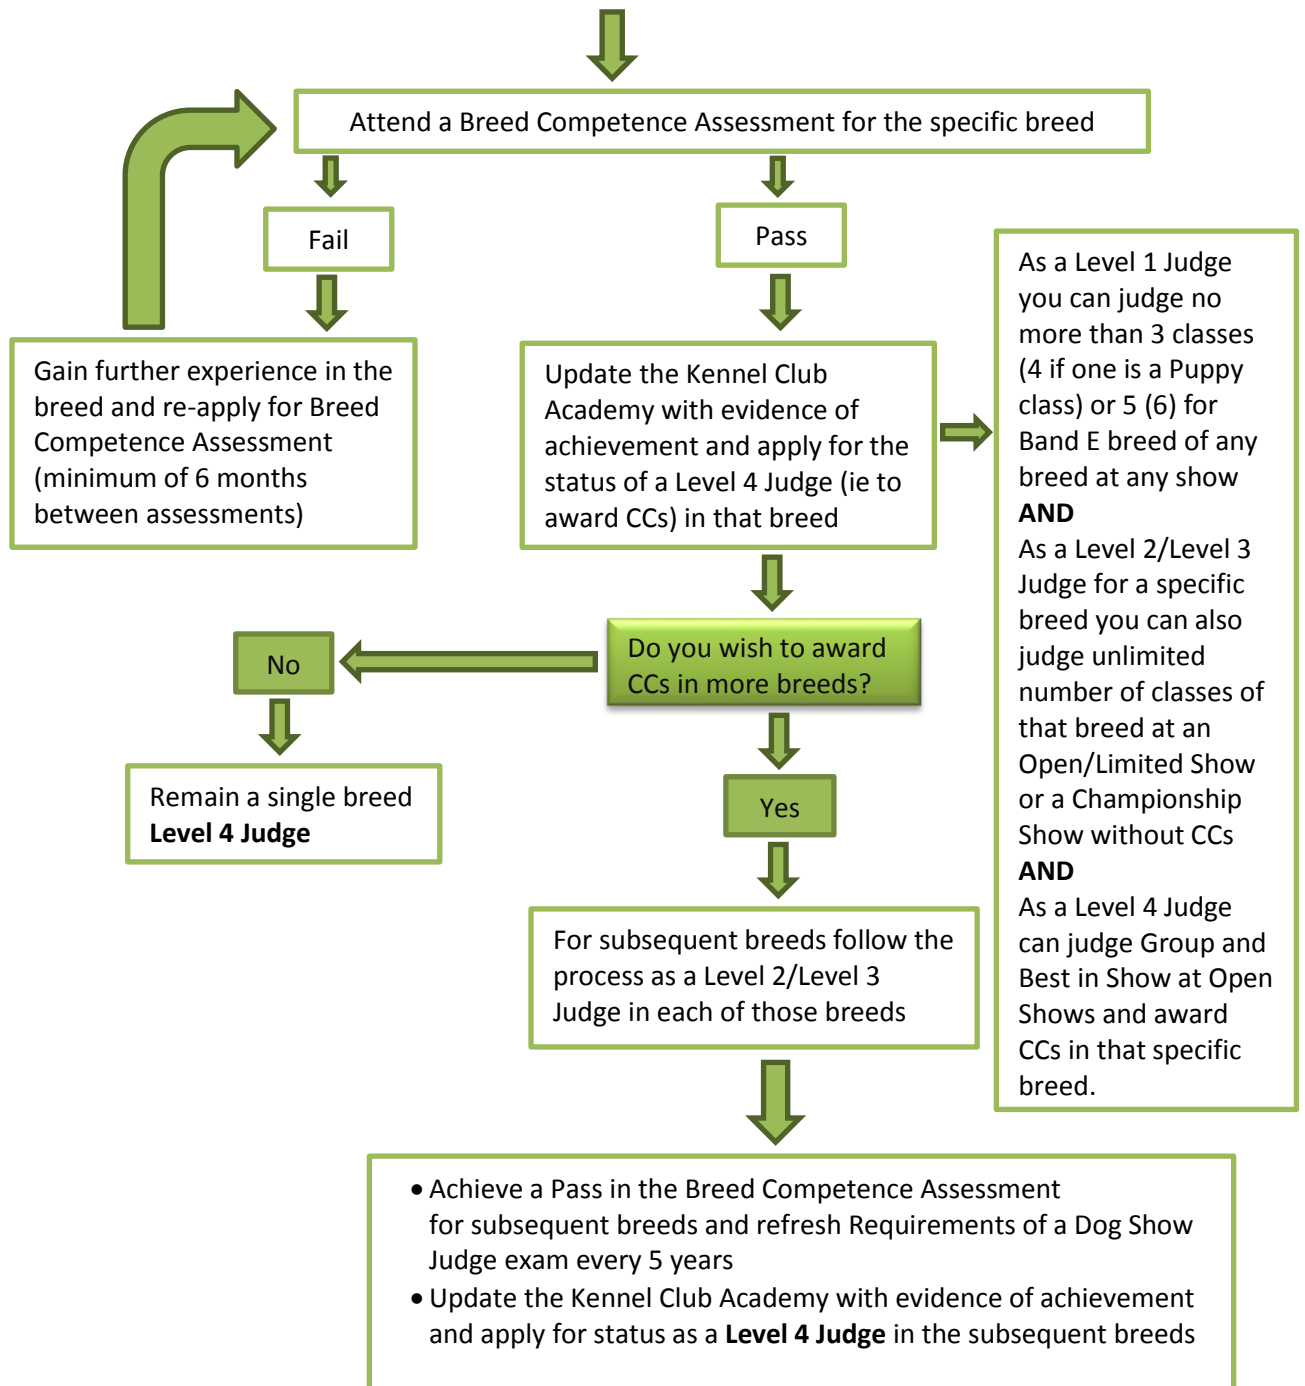 Attend a Breed Competence Assessment for the specific breed
Fail
Pass
Gain further experience in the
breed and re-apply for Breed
Competence Assessment
(minimum of 6 months
between assessments)
Update the Kennel Club
Academy with evidence of
achievement and apply for the
status of a Level 4 Judge (ie to
award CCs) in that breed
As a Level 1 Judge
you can judge no
more than 3 classes
(4 if one is a Puppy
class) or 5 (6) for
Band E breed of any
breed at any show
AND
As a Level 2/Level 3
Judge for a specific
breed you can also
judge unlimited
number of classes of
that breed at an
Open/Limited Show
or a Championship
Show without CCs
AND
As a Level 4 Judge
can judge Group and
Best in Show at Open
Shows and award
CCs in that specific
breed.
Do you wish to award
CCs in more breeds?
No
Remain a single breed
Level 4 Judge
Yes
For subsequent breeds follow the
process as a Level 2/Level 3
Judge in each of those breeds
• Achieve a Pass in the Breed Competence Assessment
for subsequent breeds and refresh Requirements of a Dog Show
Judge exam every 5 years
• Update the Kennel Club Academy with evidence of achievement
and apply for status as a Level 4 Judge in the subsequent breeds